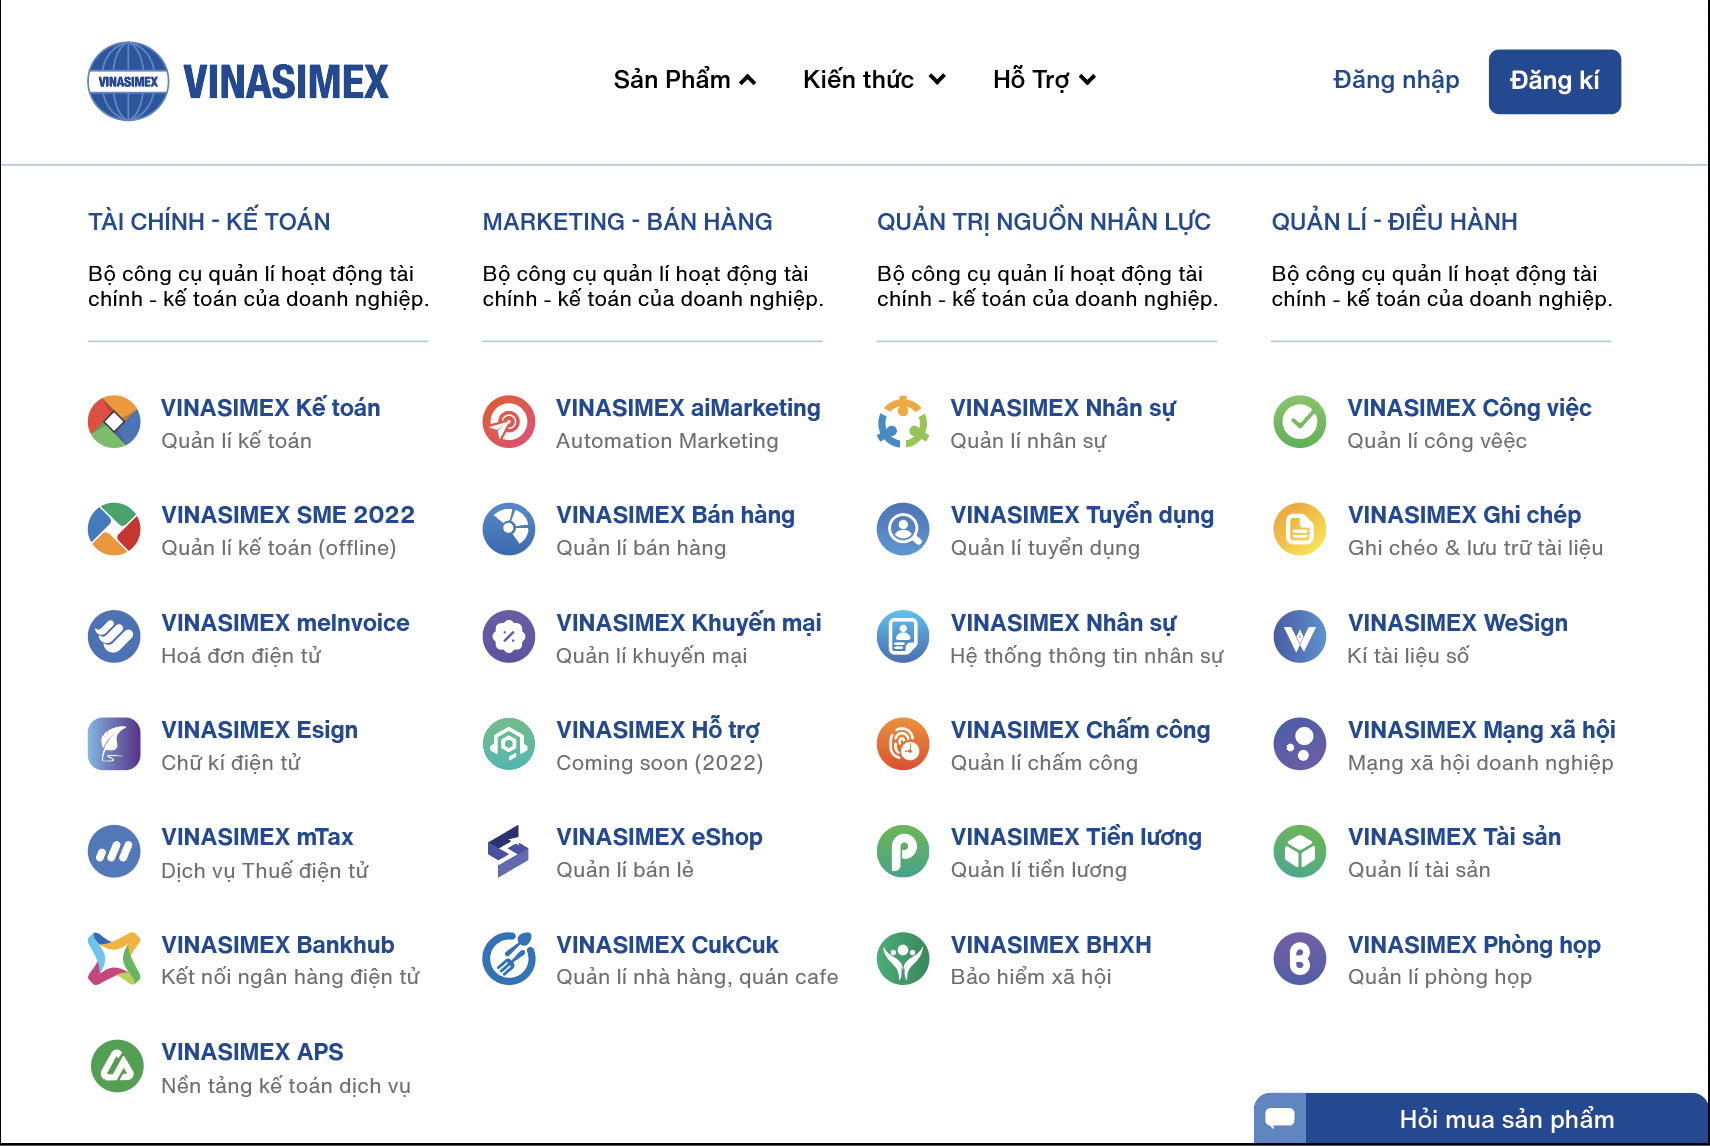 VINASIMEX VINASIMEX Sản Phẩm Kiến thức Hỗ Trợ Đăng nhập Đăng kí
TÀI CHÍNH - KẾ TOÁN
Bộ công cụ quản lí hoạt động tài
chính - kế toán của doanh nghiệp.
VINASIMEX Kế toán
Quản lí kế toán
VINASIMEX SME 2022
Quản lí kế toán (offline)
VINASIMEX meInvoice
Hoá đơn điện tử
VINASIMEX Esign
Chữ kí điện tử
VINASIMEX mTax
Dịch vụ Thuế điện tử
VINASIMEX Bankhub
Kết nối ngân hàng điện tử
VINASIMEX APS
Nền tảng kế toán dịch vụ
MARKETING - BÁN HÀNG
Bộ công cụ quản lí hoạt động tài
chính - kế toán của doanh nghiệp.
VINASIMEX aiMarketing
Automation Marketing
VINASIMEX Bán hàng
Quản lí bán hàng
VINASIMEX Khuyến mại
Quản lí khuyến mại
VINASIMEX Hỗ trợ
Coming soon (2022)
VINASIMEX eShop
Quản lí bán lẻ
VINASIMEX CukCuk
Quản lí nhà hàng, quán cafe
QUẢN TRỊ NGUỒN NHÂN LỰC
Bộ công cụ quản lí hoạt động tài
chính - kế toán của doanh nghiệp.
VINASIMEX Nhân sự
Quản lí nhân sự
VINASIMEX Tuyển dụng
Quản lí tuyển dụng
VINASIMEX Nhân sự
Hệ thống thông tin nhân sự
VINASIMEX Chấm công
Quản lí chấm công
VINASIMEX Tiền lương
Quản lí tiền lương
VINASIMEX BHXH
Bảo hiểm xã hội
QUẢN LÍ - ĐIỀU HÀNH
Bộ công cụ quản lí hoạt động tài
chính - kế toán của doanh nghiệp.
VINASIMEX Công việc
Quản lí công vêệc
VINASIMEX Ghi chép
Ghi chéo & lưu trữ tài liệu
VINASIMEX WeSign
Kí tài liệu số
VINASIMEX Mạng xã hội
Mạng xã hội doanh nghiệp
VINASIMEX Tài sản
Quản lí tài sản
VINASIMEX Phòng họp
Quản lí phòng họp
Hỏi mua sản phẩm